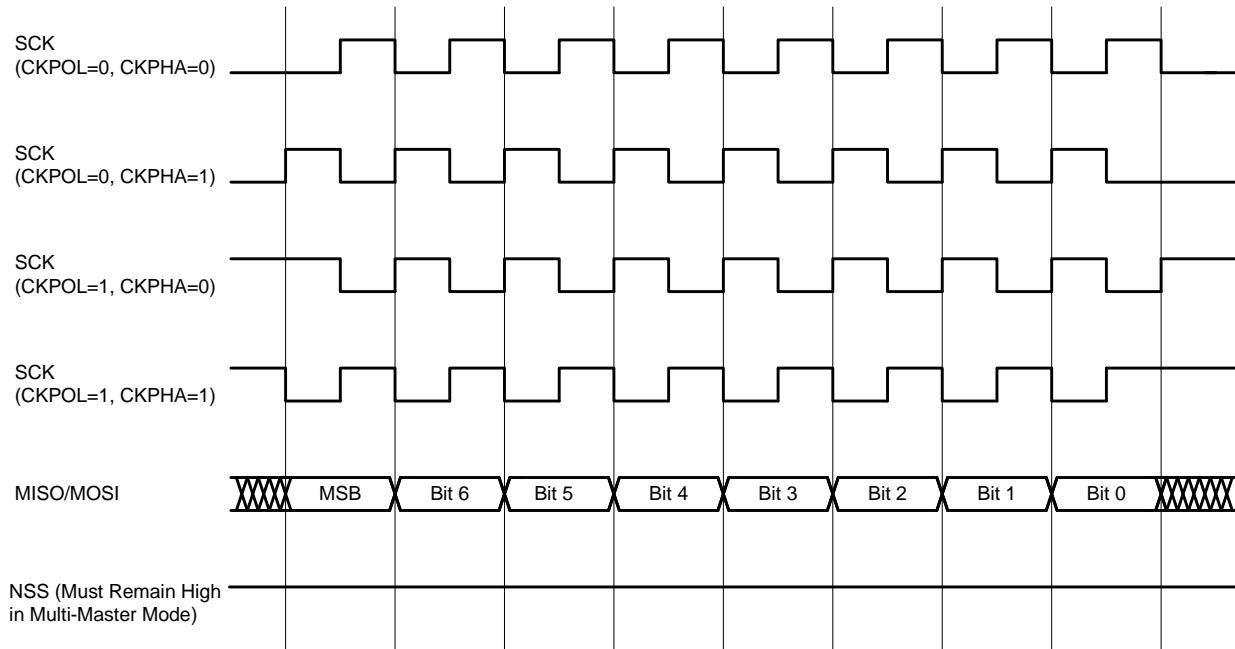 SCK
(CKPOL=0, CKPHA=0)
SCK
(CKPOL=0, CKPHA=1)
SCK
(CKPOL=1, CKPHA=0)
SCK
(CKPOL=1, CKPHA=1)
MISO/MOSI
MSB
Bit 6
Bit 5
Bit 4
Bit 3
Bit 2
Bit 1
Bit 0
NSS (Must Remain High
in Multi-Master Mode)